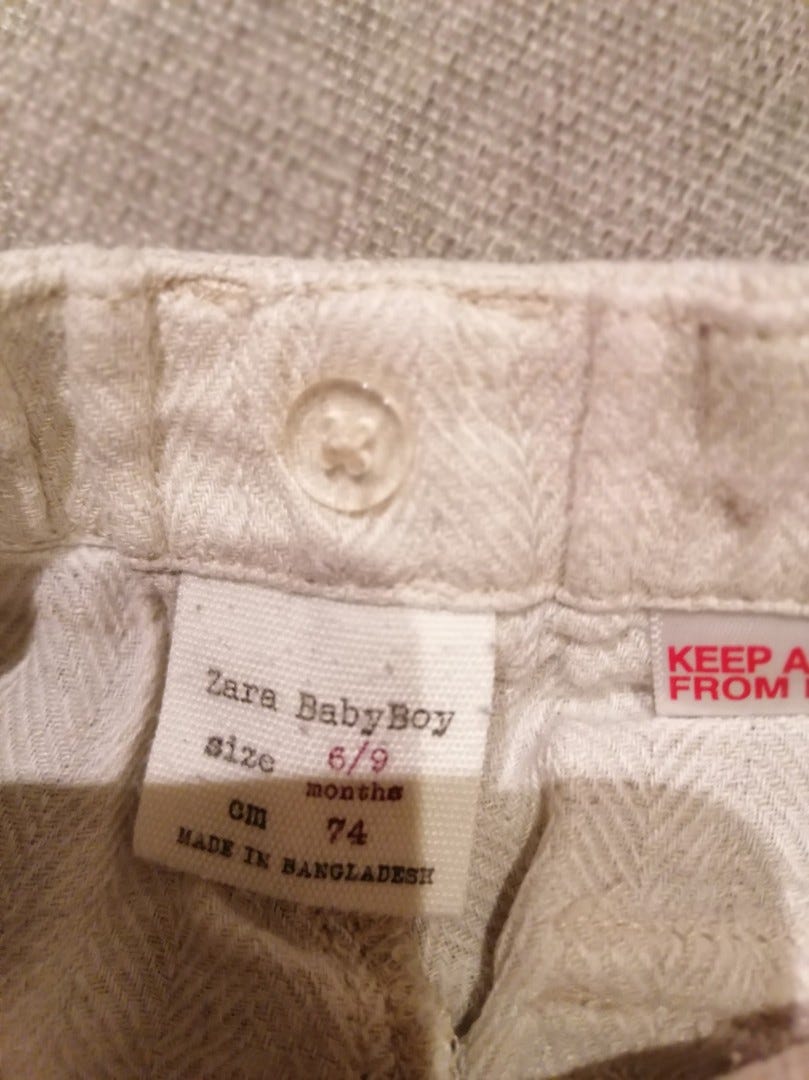 Zara BabyBoy
size 6/9
months
cm 74
MADE IN BANGLADESH
KEEP A
FROM